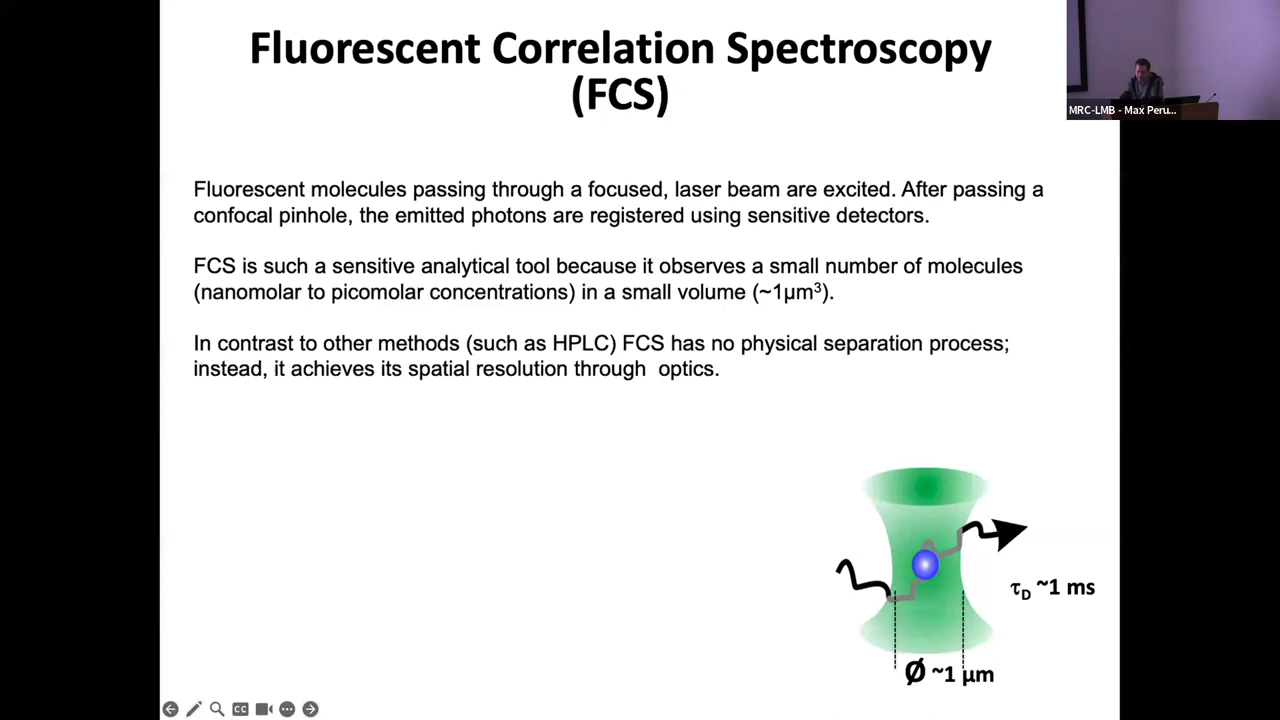 Fluorescent Correlation Spectroscopy
(FCS)
MRC-LMB - Max Peru...
Fluorescent molecules passing through a focused, laser beam are excited. After passing a
confocal pinhole, the emitted photons are registered using sensitive detectors.
FCS is such a sensitive analytical tool because it observes a small number of molecules
(nanomolar to picomolar concentrations) in a small volume (~1µm³).
In contrast to other methods (such as HPLC) FCS has no physical separation process;
instead, it achieves its spatial resolution through  optics.
τD ~1 ms
Ø ~1 µm
CC